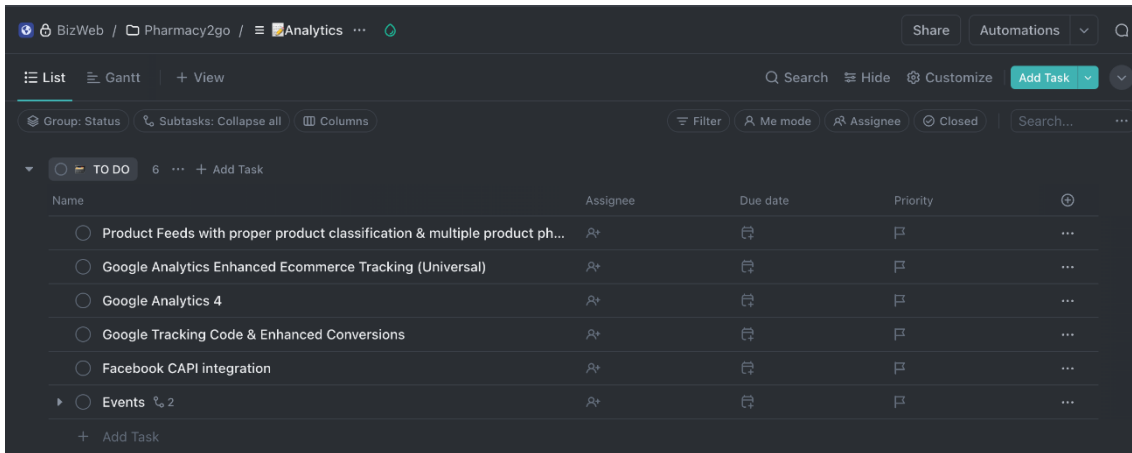 BizWeb / Pharmacy2go / Analytics ...
Share Automations
List Gantt + View
Search Hide Customize Add Task
Group: Status Subtasks: Collapse all Columns
Filter Me mode Assignee Closed Search... ...
TO DO 6 ... + Add Task
Name Assignee Due date Priority
Product Feeds with proper product classification & multiple product ph...
Google Analytics Enhanced Ecommerce Tracking (Universal)
Google Analytics 4
Google Tracking Code & Enhanced Conversions
Facebook CAPI integration
Events 2
+ Add Task